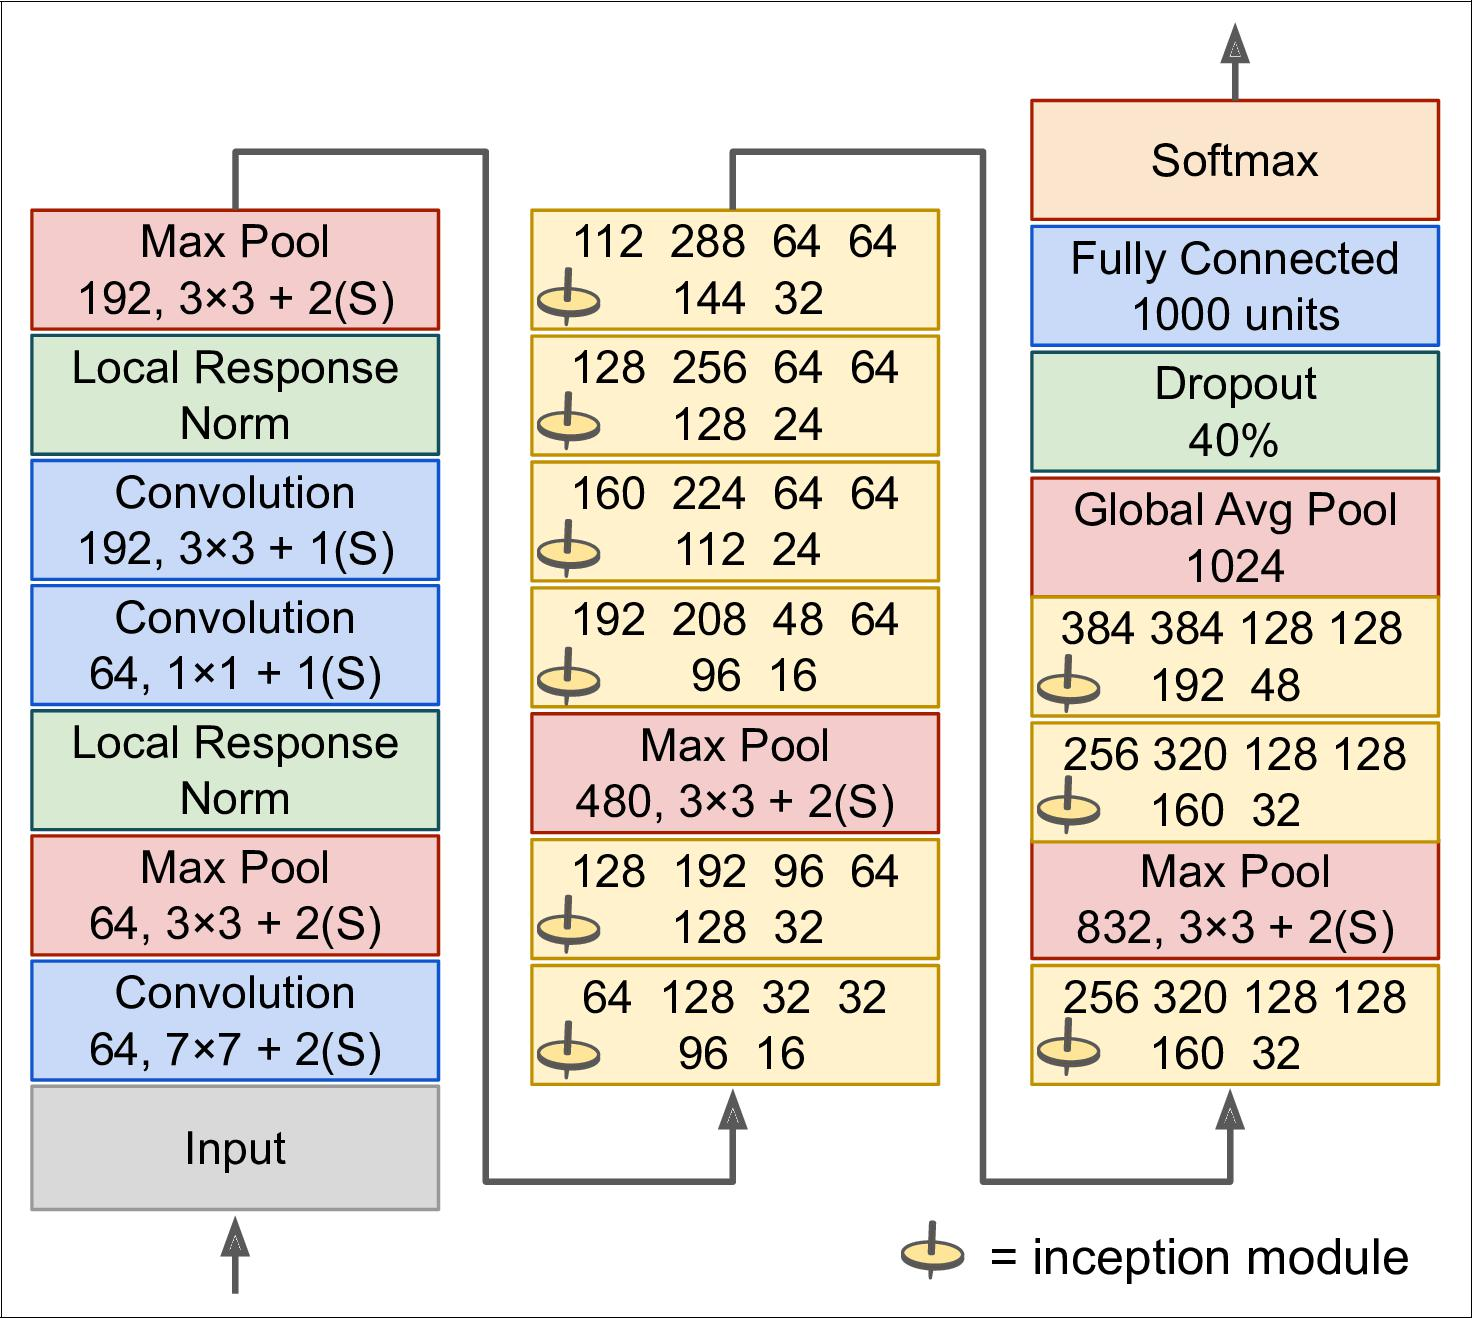 Max Pool
192, 3×3 + 2(S)
Local Response
Norm
Convolution
192, 3×3 + 1(S)
Convolution
64, 1×1 + 1(S)
Local Response
Norm
Max Pool
64, 3×3 + 2(S)
Convolution
64, 7×7 + 2(S)
Input
112 288 64 64
144 32
128 256 64 64
128 24
160 224 64 64
112 24
192 208 48 64
96 16
Max Pool
480, 3×3 + 2(S)
128 192 96 64
128 32
64 128 32 32
96 16
Softmax
Fully Connected
1000 units
Dropout
40%
Global Avg Pool
1024
384 384 128 128
192 48
256 320 128 128
160 32
Max Pool
832, 3×3 + 2(S)
256 320 128 128
160 32
= inception module